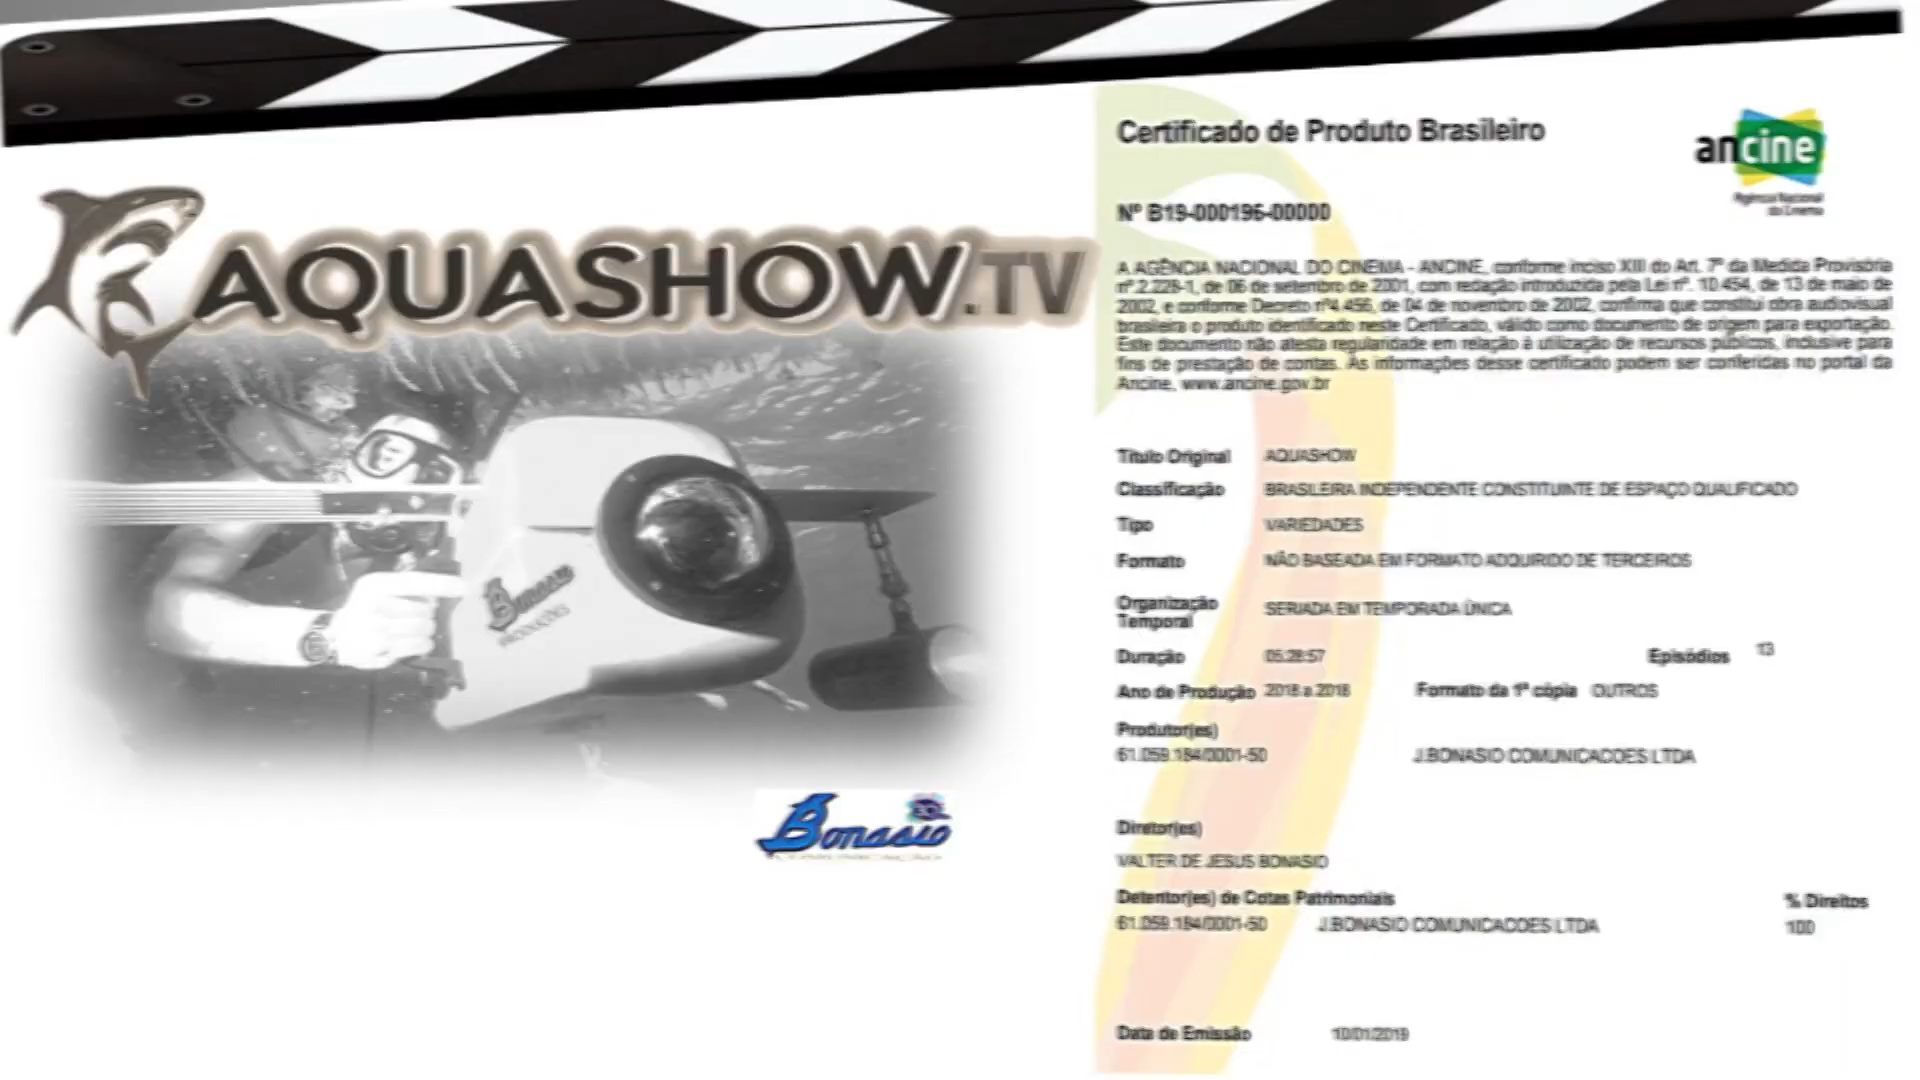 AQUASHOW.TV
Bonasio
PRODUÇÕES
Bonasio
30
Certificado de Produto Brasileiro
ancine
Agência Nacional
do Cinema
Nº B19-000196-00000
A AGÊNCIA NACIONAL DO CINEMA - ANCINE, conforme inciso XIII do Art. 7º da Medida Provisória
nº.2.228-1, de 06 de setembro de 2001, com redação introduzida pela Lei nº. 10.454, de 13 de maio de
2002, e conforme Decreto nº4.456, de 04 de novembro de 2002, confirma que constitui obra audiovisual
brasileira o produto identificado neste Certificado, válido como documento de origem para exportação.
Este documento não atesta regularidade em relação à utilização de recursos públicos, inclusive para
fins de prestação de contas. As informações desse certificado podem ser conferidas no portal da
Ancine, www.ancine.gov.br
Título Original AQUASHOW
Classificação BRASILEIRA INDEPENDENTE CONSTITUINTE DE ESPAÇO QUALIFICADO
Tipo VARIEDADES
Formato NÃO BASEADA EM FORMATO ADQUIRIDO DE TERCEIROS
Organização
Temporal SERIADA EM TEMPORADA ÚNICA
Duração 05:28:57 Episódios 13
Ano de Produção 2018 a 2018 Formato da 1ª cópia OUTROS
Produtor(es)
61.059.184/0001-50 J.BONASIO COMUNICACOES LTDA
Diretor(es)
VALTER DE JESUS BONASIO
Detentor(es) de Cotas Patrimoniais % Direitos
61.059.184/0001-50 J.BONASIO COMUNICACOES LTDA 100
Data de Emissão 10/01/2019